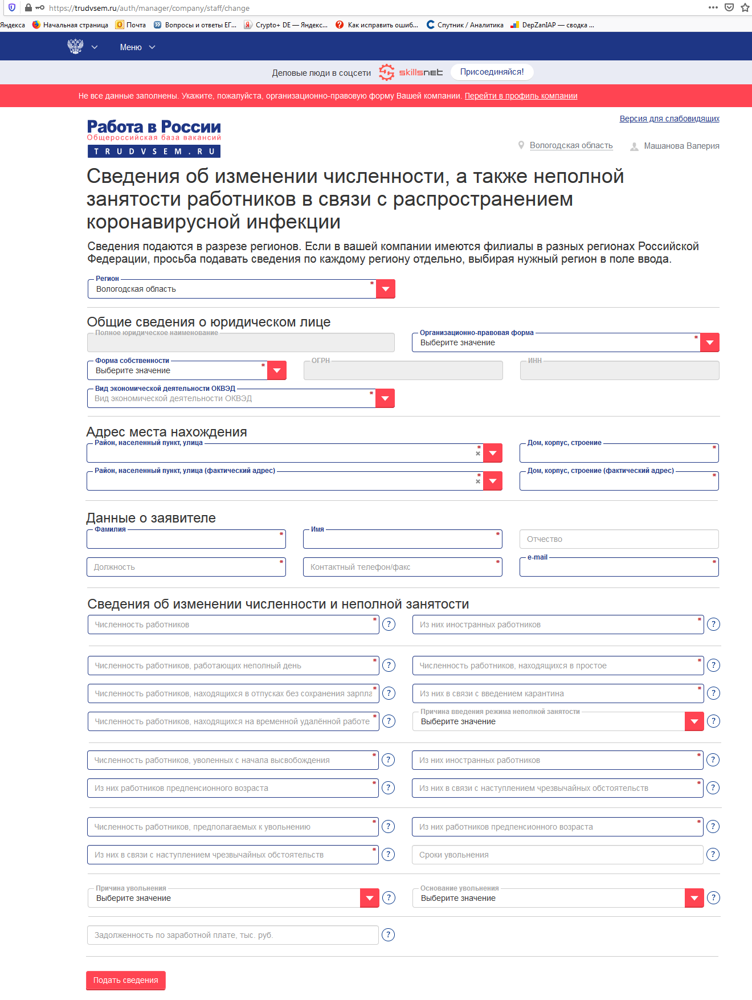 https://trudvsem.ru/auth/manager/company/staff/change
Яндекса Начальная страница Почта Вопросы и ответы ЕГ... Crypto+ DE — Яндекс... Как исправить ошиб... Спутник / Аналитика DepZanIAP — сводка ...
Меню
Деловые люди в соцсети skillsnet Присоединяйся!
Не все данные заполнены. Укажите, пожалуйста, организационно-правовую форму Вашей компании. Перейти в профиль компании
Версия для слабовидящих
Работа в России
Общероссийская база вакансий
TRUDVSEM.RU
Вологодская область Машанова Валерия
Сведения об изменении численности, а также неполной
занятости работников в связи с распространением
коронавирусной инфекции
Сведения подаются в разрезе регионов. Если в вашей компании имеются филиалы в разных регионах Российской
Федерации, просьба подавать сведения по каждому региону отдельно, выбирая нужный регион в поле ввода.
Регион *
Вологодская область
Общие сведения о юридическом лице
Полное юридическое наименование Организационно-правовая форма *
Выберите значение
Форма собственности * ОГРН ИНН
Выберите значение
Вид экономической деятельности ОКВЭД *
Вид экономической деятельности ОКВЭД
Адрес места нахождения
Район, населенный пункт, улица * Дом, корпус, строение *
Район, населенный пункт, улица (фактический адрес) * Дом, корпус, строение (фактический адрес) *
Данные о заявителе
Фамилия * Имя * Отчество
Должность * Контактный телефон/факс * e-mail *
Сведения об изменении численности и неполной занятости
Численность работников * ? Из них иностранных работников * ?
Численность работников, работающих неполный день * ? Численность работников, находящихся в простое * ?
Численность работников, находящихся в отпусках без сохранения зарпла * ? Из них в связи с введением карантина * ?
Численность работников, находящихся на временной удалённой работе * ? Причина введения режима неполной занятости ?
Выберите значение
Численность работников, уволенных с начала высвобождения * ? Из них иностранных работников * ?
Из них работников предпенсионного возраста * ? Из них в связи с наступлением чрезвычайных обстоятельств * ?
Численность работников, предполагаемых к увольнению * ? Из них работников предпенсионного возраста * ?
Из них в связи с наступлением чрезвычайных обстоятельств * ? Сроки увольнения ?
Причина увольнения Основание увольнения
Выберите значение ? Выберите значение ?
Задолженность по заработной плате, тыс. руб. ?
Подать сведения